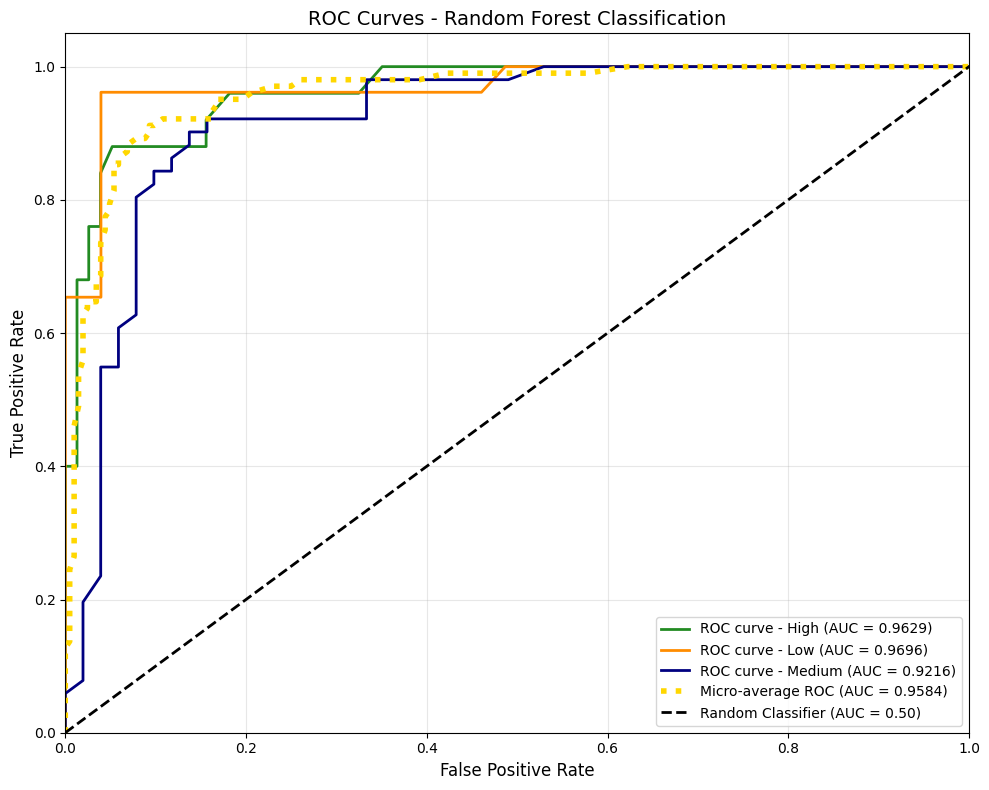 ROC Curves - Random Forest Classification
True Positive Rate
1.0
0.8
0.6
0.4
0.2
0.0
0.0 0.2 0.4 0.6 0.8 1.0
False Positive Rate
ROC curve - High (AUC = 0.9629)
ROC curve - Low (AUC = 0.9696)
ROC curve - Medium (AUC = 0.9216)
Micro-average ROC (AUC = 0.9584)
Random Classifier (AUC = 0.50)